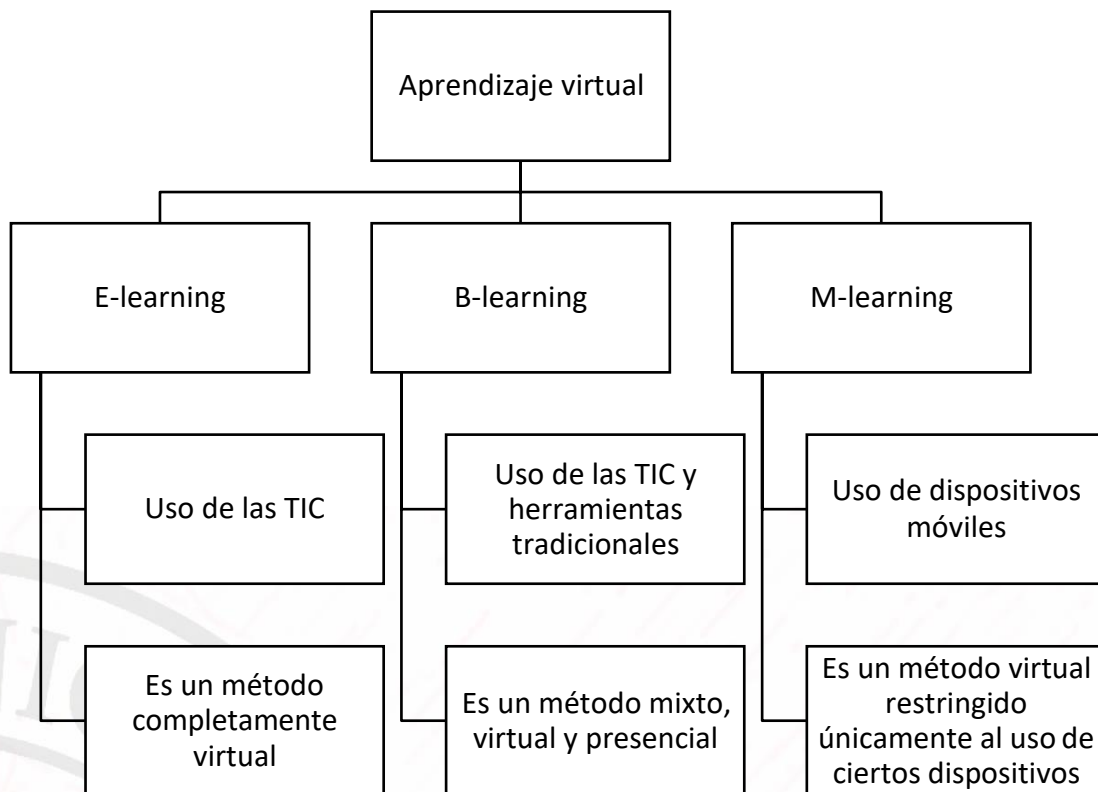 Aprendizaje virtual
E-learning
B-learning
M-learning
Uso de las TIC
Uso de las TIC y
herramientas
tradicionales
Uso de dispositivos
móviles
Es un método
completamente
virtual
Es un método mixto,
virtual y presencial
Es un método virtual
restringido
únicamente al uso de
ciertos dispositivos